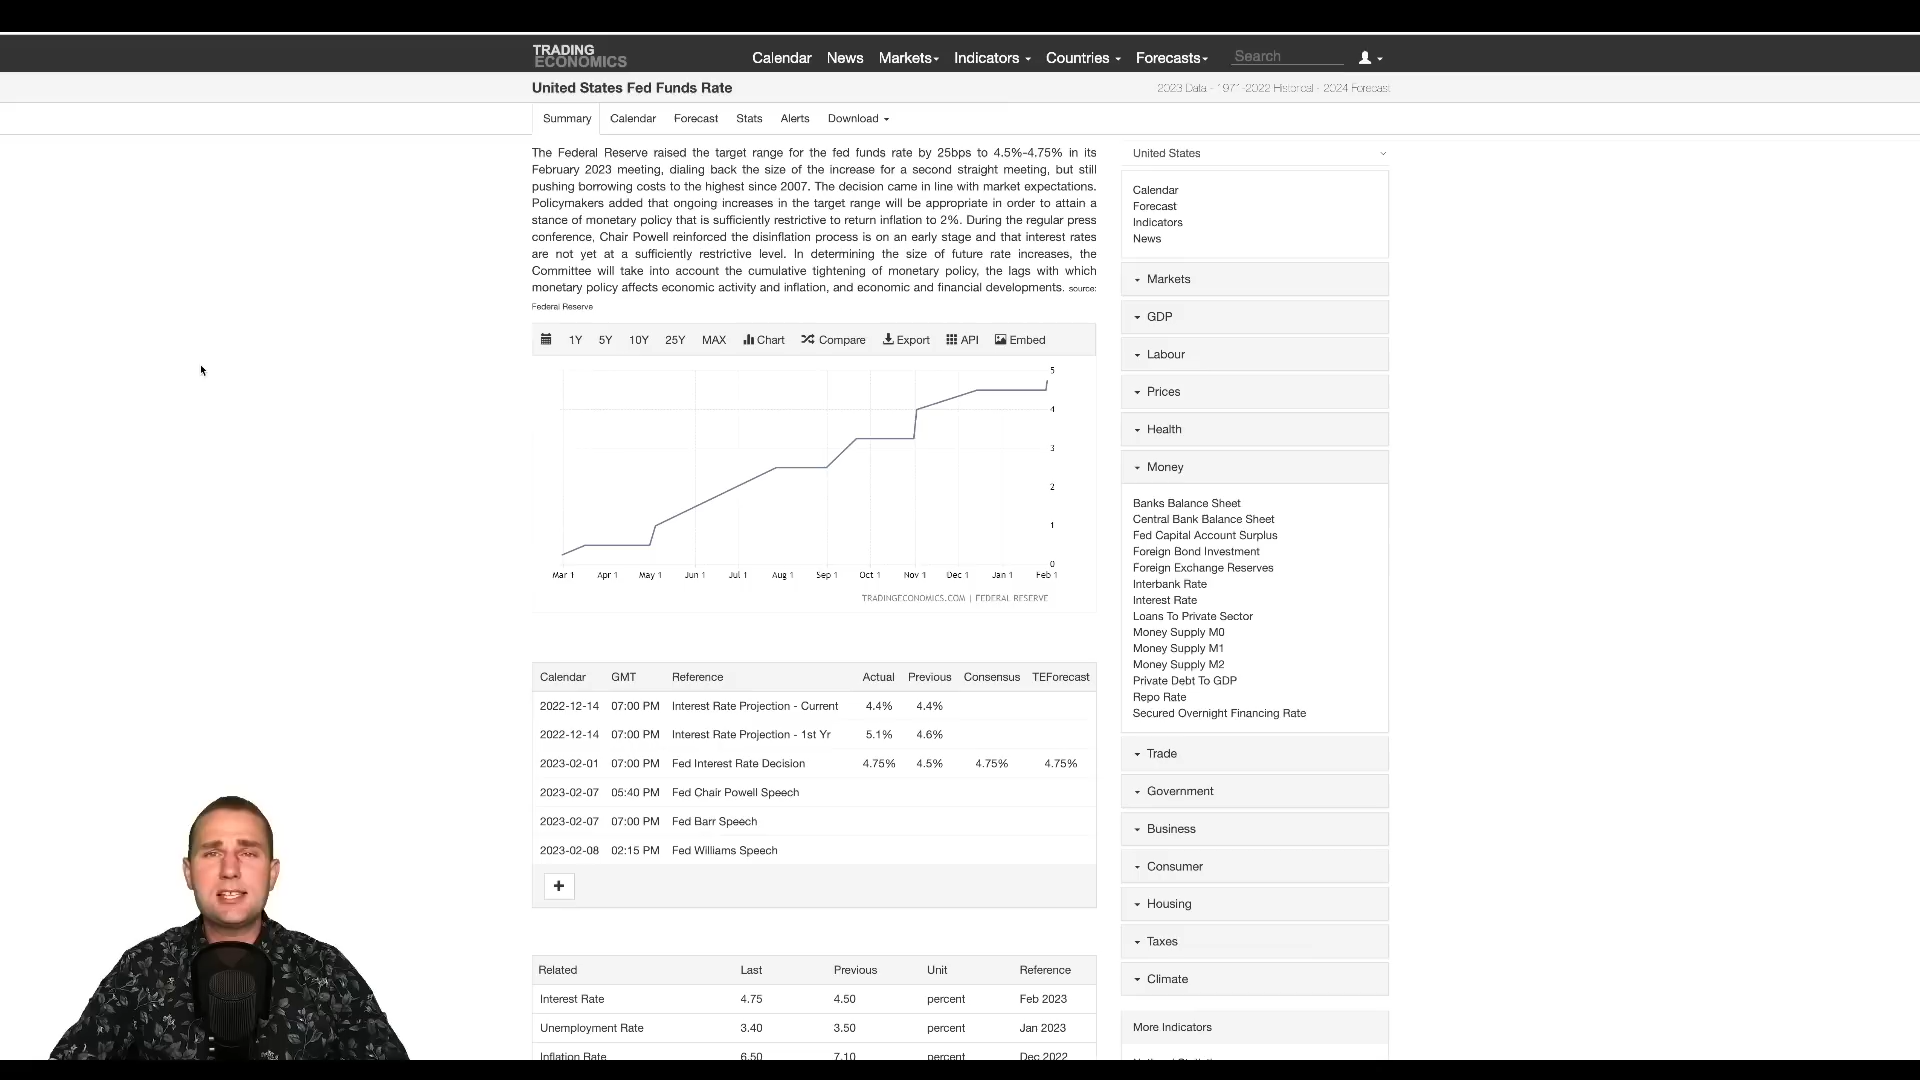 TRADING
ECONOMICS
Calendar News Markets Indicators Countries Forecasts Search
United States Fed Funds Rate
2023 Data - 1971-2022 Historical - 2024 Forecast
Summary Calendar Forecast Stats Alerts Download
The Federal Reserve raised the target range for the fed funds rate by 25bps to 4.5%-4.75% in its
February 2023 meeting, dialing back the size of the increase for a second straight meeting, but still
pushing borrowing costs to the highest since 2007. The decision came in line with market expectations.
Policymakers added that ongoing increases in the target range will be appropriate in order to attain a
stance of monetary policy that is sufficiently restrictive to return inflation to 2%. During the regular press
conference, Chair Powell reinforced the disinflation process is on an early stage and that interest rates
are not yet at a sufficiently restrictive level. In determining the size of future rate increases, the
Committee will take into account the cumulative tightening of monetary policy, the lags with which
monetary policy affects economic activity and inflation, and economic and financial developments. source:
Federal Reserve
1Y 5Y 10Y 25Y MAX Chart Compare Export API Embed
5
4
3
2
1
0
Mar 1 Apr 1 May 1 Jun 1 Jul 1 Aug 1 Sep 1 Oct 1 Nov 1 Dec 1 Jan 1 Feb 1
TRADINGECONOMICS.COM | FEDERAL RESERVE
Calendar GMT Reference Actual Previous Consensus TEForecast
2022-12-14 07:00 PM Interest Rate Projection - Current 4.4% 4.4%
2022-12-14 07:00 PM Interest Rate Projection - 1st Yr 5.1% 4.6%
2023-02-01 07:00 PM Fed Interest Rate Decision 4.75% 4.5% 4.75% 4.75%
2023-02-07 05:40 PM Fed Chair Powell Speech
2023-02-07 07:00 PM Fed Barr Speech
2023-02-08 02:15 PM Fed Williams Speech
+
Related Last Previous Unit Reference
Interest Rate 4.75 4.50 percent Feb 2023
Unemployment Rate 3.40 3.50 percent Jan 2023
Inflation Rate 6.50 7.10 percent Dec 2022
United States
Calendar
Forecast
Indicators
News
Markets
GDP
Labour
Prices
Health
Money
Banks Balance Sheet
Central Bank Balance Sheet
Fed Capital Account Surplus
Foreign Bond Investment
Foreign Exchange Reserves
Interbank Rate
Interest Rate
Loans To Private Sector
Money Supply M0
Money Supply M1
Money Supply M2
Private Debt To GDP
Repo Rate
Secured Overnight Financing Rate
Trade
Government
Business
Consumer
Housing
Taxes
Climate
More Indicators